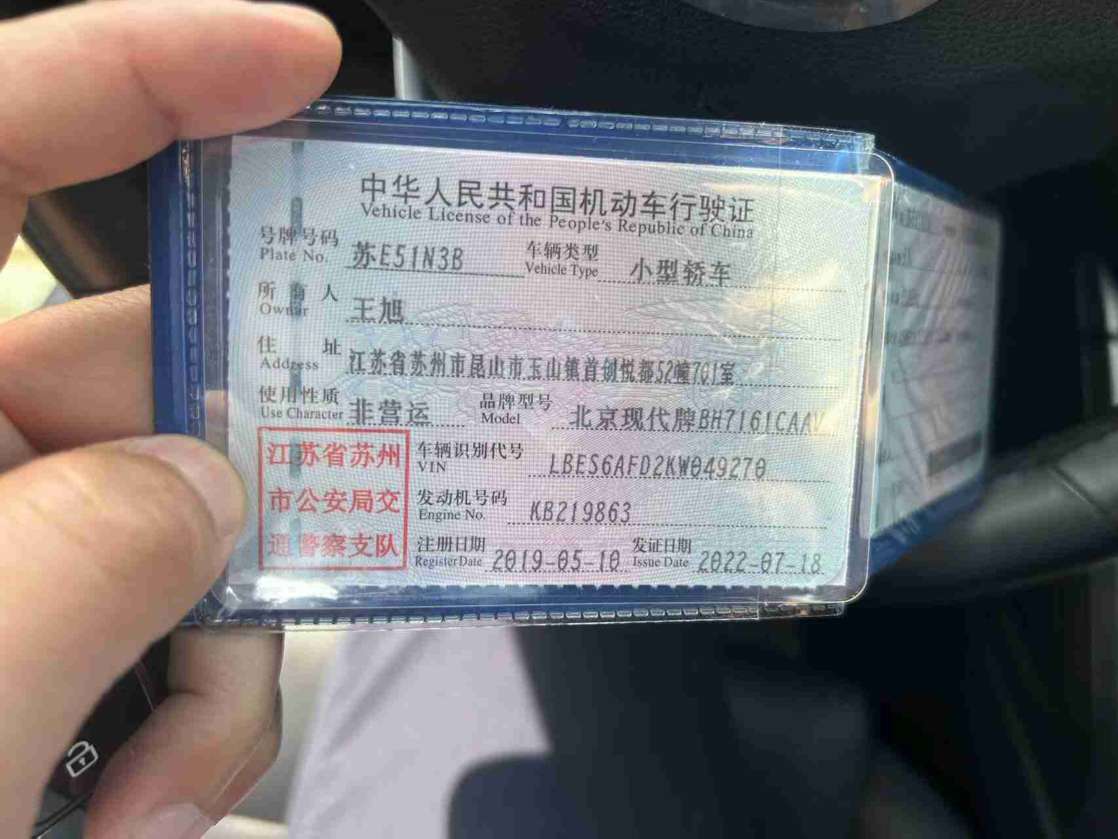 中华人民共和国机动车行驶证
Vehicle License of the People's Republic of China
号牌号码 苏E51N3B 车辆类型 小型轿车
Plate No. Vehicle Type
所有人 王旭
Owner
住址 江苏省苏州市昆山市玉山镇首创悦都52幢701室
Address
使用性质 非营运 品牌型号 北京现代牌BH7161CAAV
Use Character Model
江苏省苏州
市公安局交
通警察支队
车辆识别代号 LBES6AFD2KW049270
VIN
发动机号码 KB219863
Engine No.
注册日期 2019-05-10 发证日期 2022-07-18
Register Date Issue Date